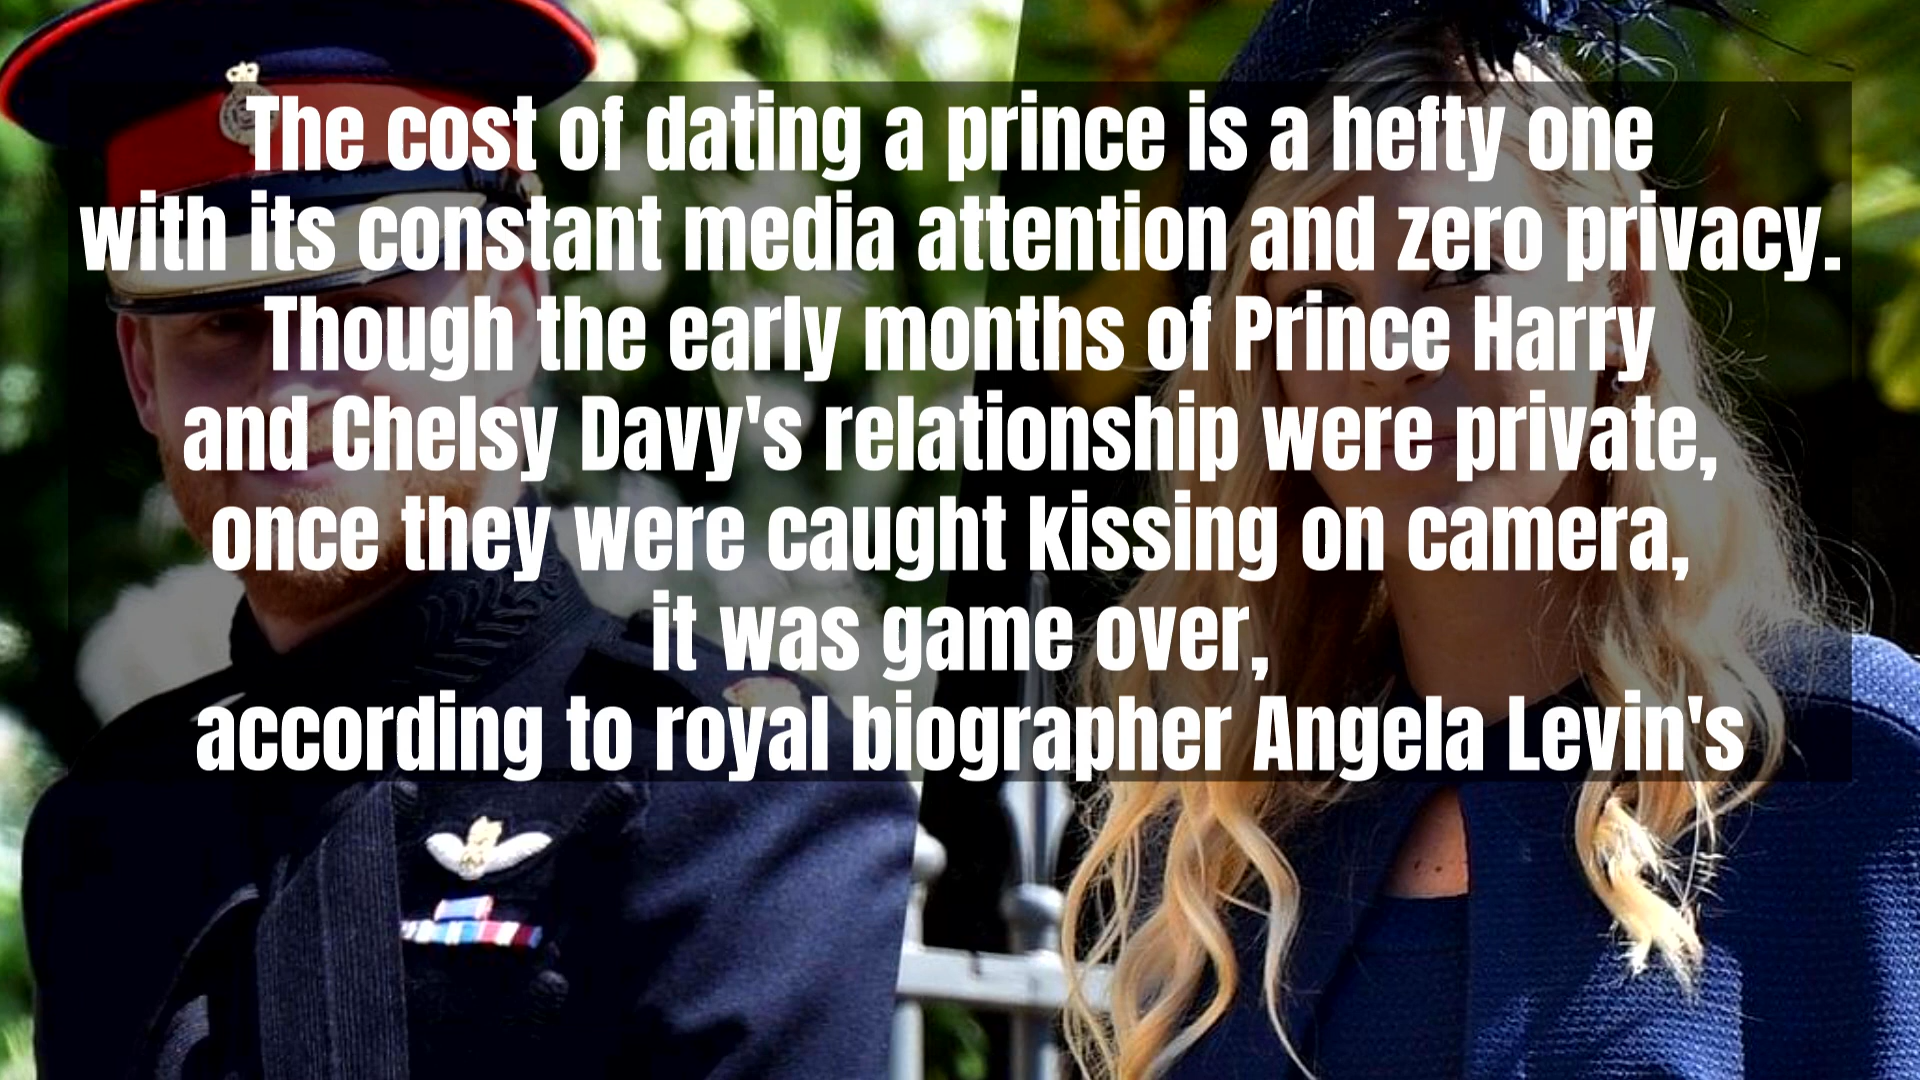 The cost of dating a prince is a hefty one
with its constant media attention and zero privacy.
Though the early months of Prince Harry
and Chelsy Davy's relationship were private,
once they were caught kissing on camera,
it was game over,
according to royal biographer Angela Levin's